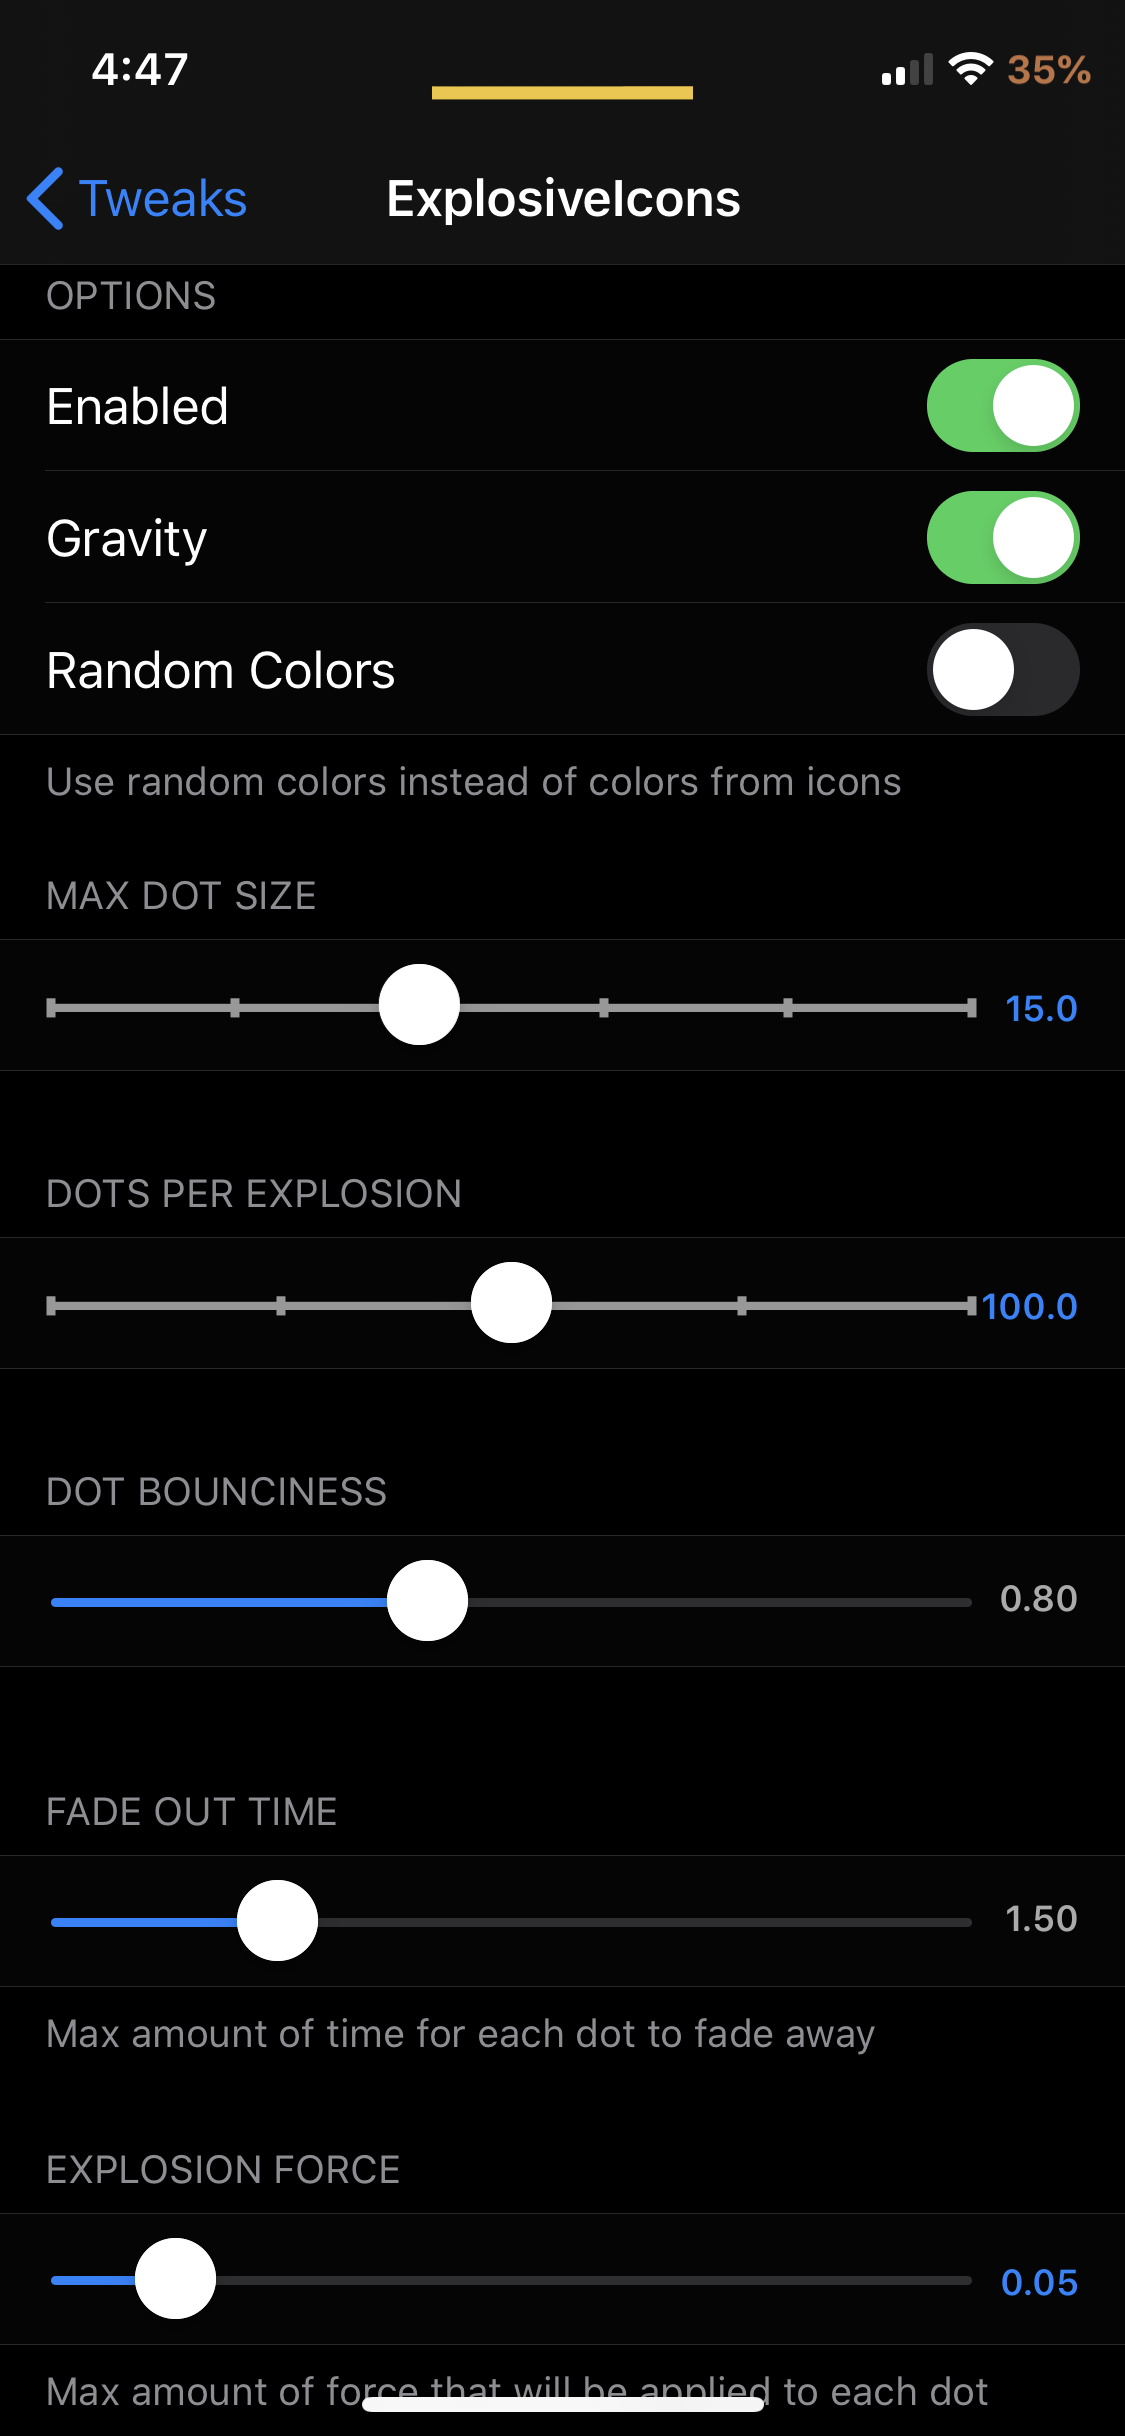 4:47
35%
Tweaks
ExplosiveIcons
OPTIONS
Enabled
Gravity
Random Colors
Use random colors instead of colors from icons
MAX DOT SIZE
15.0
DOTS PER EXPLOSION
100.0
DOT BOUNCINESS
0.80
FADE OUT TIME
1.50
Max amount of time for each dot to fade away
EXPLOSION FORCE
0.05
Max amount of force that will be applied to each dot